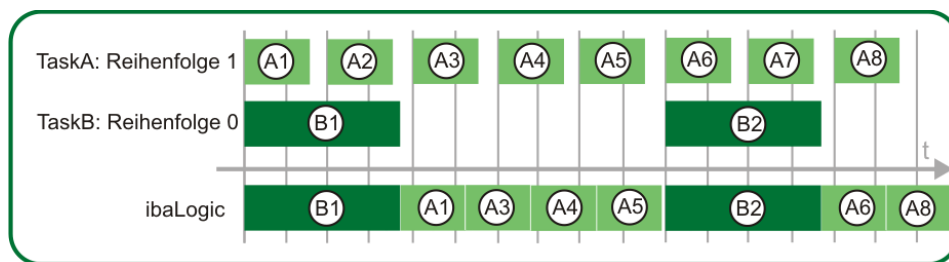 TaskA: Reihenfolge 1 A1 A2 A3 A4 A5 A6 A7 A8
TaskB: Reihenfolge 0 B1 B2
t
ibaLogic B1 A1 A3 A4 A5 B2 A6 A8